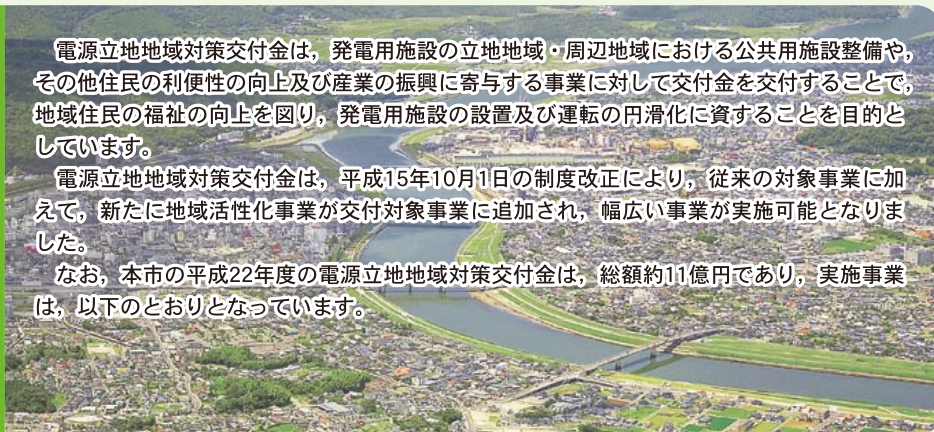 電源立地地域対策交付金は，発電用施設の立地地域・周辺地域における公共用施設整備や，
その他住民の利便性の向上及び産業の振興に寄与する事業に対して交付金を交付することで，
地域住民の福祉の向上を図り，発電用施設の設置及び運転の円滑化に資することを目的と
しています。
　電源立地地域対策交付金は，平成15年10月1日の制度改正により，従来の対象事業に加
えて，新たに地域活性化事業が交付対象事業に追加され，幅広い事業が実施可能となりま
した。
　なお，本市の平成22年度の電源立地地域対策交付金は，総額約11億円であり，実施事業
は，以下のとおりとなっています。